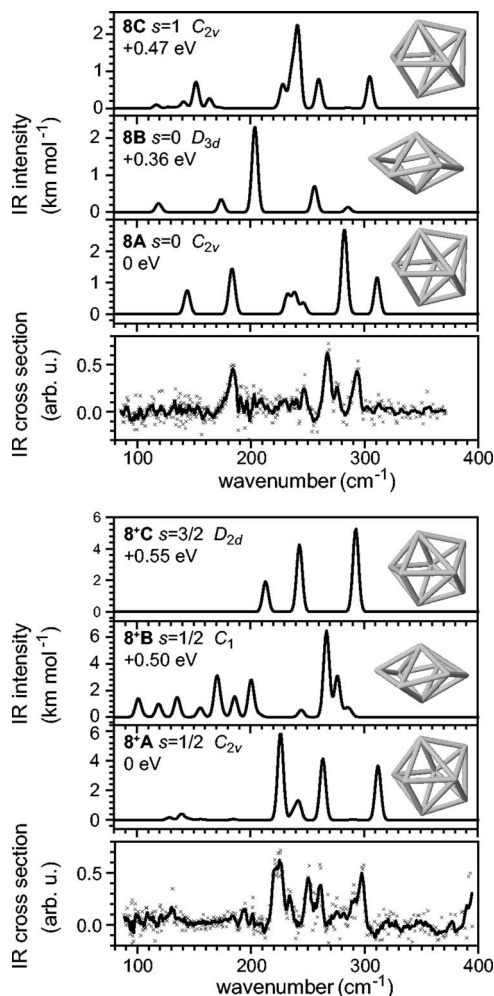 8C s=1 C2v
+0.47 eV
2
1
0
8B s=0 D3d
+0.36 eV
2
1
0
IR intensity
(km mol-1)
8A s=0 C2v
0 eV
2
1
0
0.5
0.0
IR cross section
(arb. u.)
100 200 300 400
wavenumber (cm-1)
8+C s=3/2 D2d
+0.55 eV
6
4
2
0
8+B s=1/2 C1
+0.50 eV
6
4
2
0
IR intensity
(km mol-1)
8+A s=1/2 C2v
0 eV
6
4
2
0
0.5
0.0
IR cross section
(arb. u.)
100 200 300 400
wavenumber (cm-1)